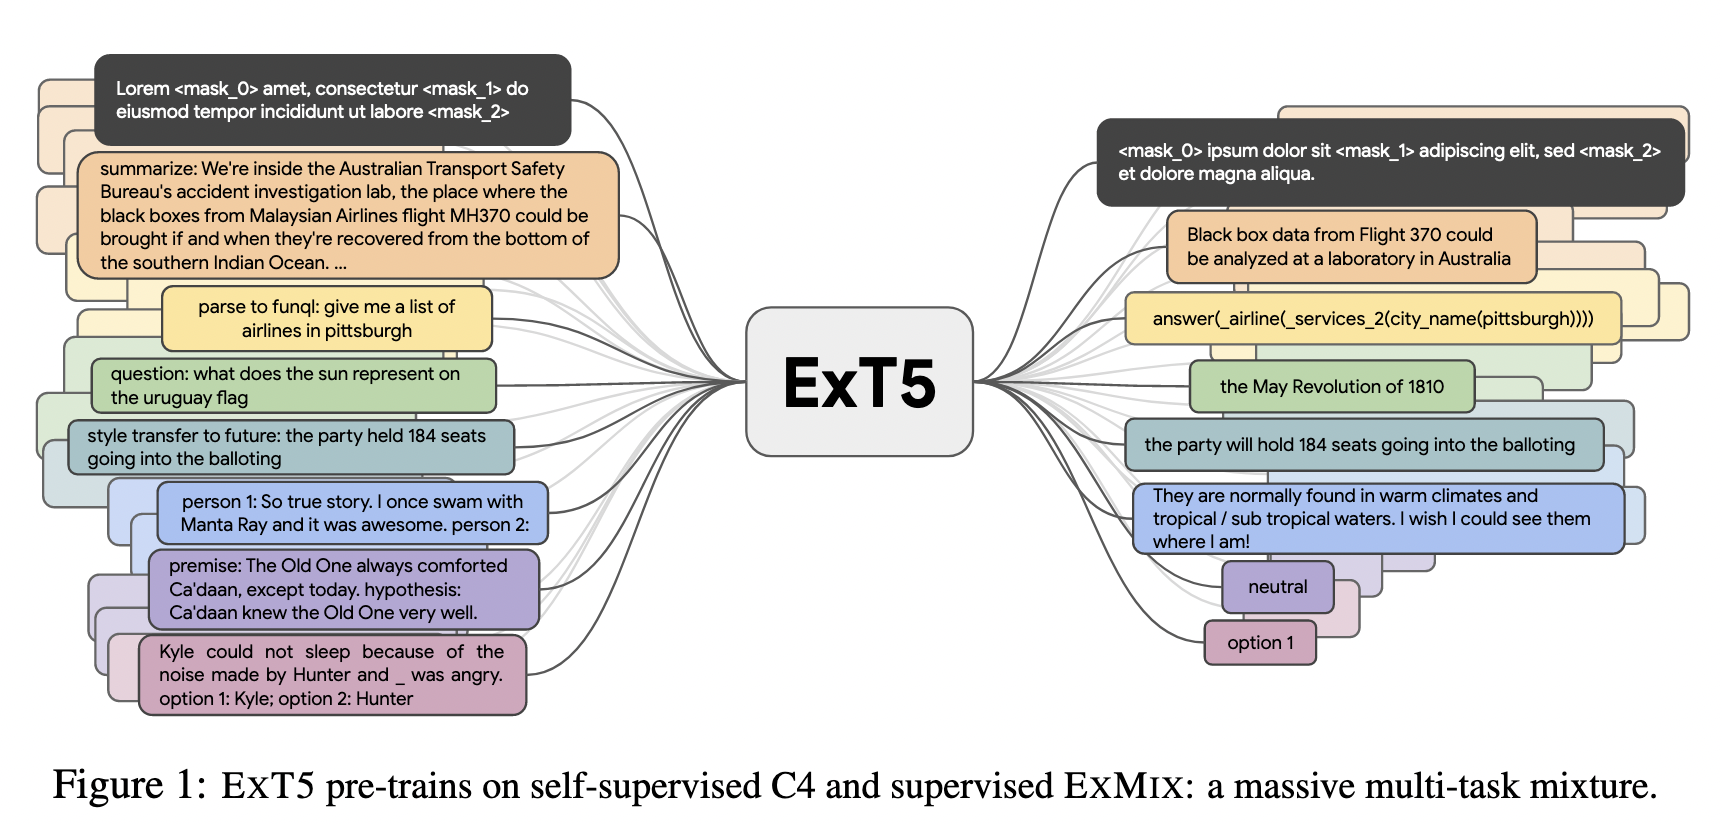 Lorem <mask_0> amet, consectetur <mask_1> do
eiusmod tempor incididunt ut labore <mask_2>
summarize: We're inside the Australian Transport Safety
Bureau's accident investigation lab, the place where the
black boxes from Malaysian Airlines flight MH370 could be
brought if and when they're recovered from the bottom of
the southern Indian Ocean. ...
parse to funql: give me a list of
airlines in pittsburgh
question: what does the sun represent on
the uruguay flag
style transfer to future: the party held 184 seats
going into the balloting
person 1: So true story. I once swam with
Manta Ray and it was awesome. person 2:
premise: The Old One always comforted
Ca'daan, except today. hypothesis:
Ca'daan knew the Old One very well.
Kyle could not sleep because of the
noise made by Hunter and _ was angry.
option 1: Kyle; option 2: Hunter
ExT5
<mask_0> ipsum dolor sit <mask_1> adipiscing elit, sed <mask_2>
et dolore magna aliqua.
Black box data from Flight 370 could
be analyzed at a laboratory in Australia
answer(_airline(_services_2(city_name(pittsburgh))))
the May Revolution of 1810
the party will hold 184 seats going into the balloting
They are normally found in warm climates and
tropical / sub tropical waters. I wish I could see them
where I am!
neutral
option 1
Figure 1: EXT5 pre-trains on self-supervised C4 and supervised EXMIX: a massive multi-task mixture.